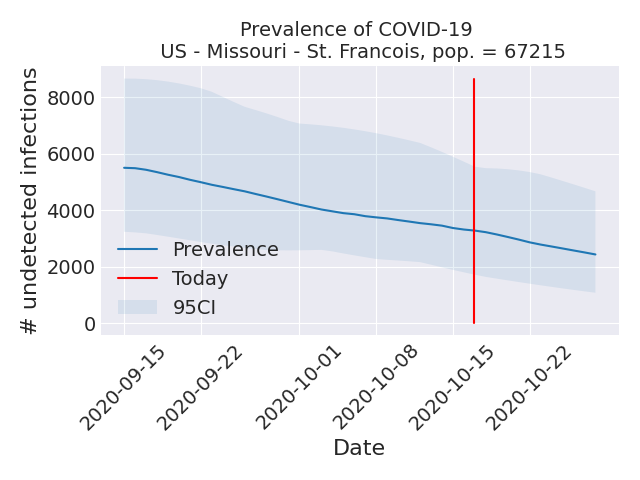 Prevalence of COVID-19
US - Missouri - St. Francois, pop. = 67215
# undetected infections
8000
6000
4000
2000
0
Prevalence
Today
95CI
2020-09-15
2020-09-22
2020-10-01
2020-10-08
2020-10-15
2020-10-22
Date